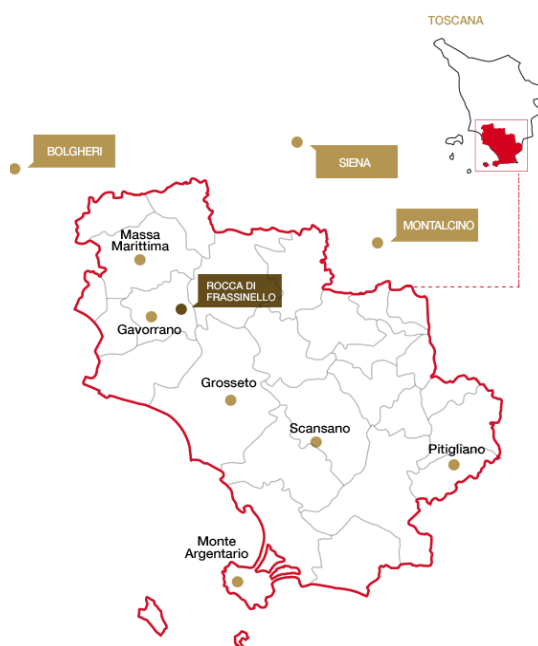 TOSCANA
BOLGHERI
SIENA
MONTALCINO
Massa
Marittima
ROCCA DI
FRASSINELLO
Gavorrano
Grosseto
Scansano
Pitigliano
Monte
Argentario